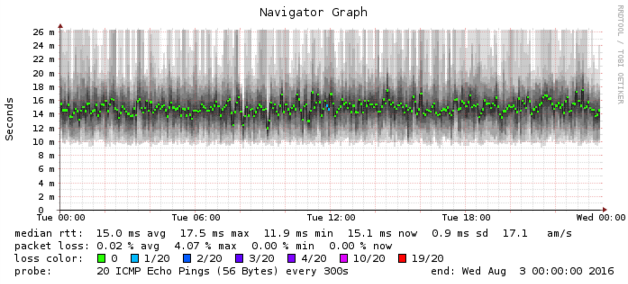 Navigator Graph
RRDTOOL / TOBI OETIKER
Seconds
26 m
24 m
22 m
20 m
18 m
16 m
14 m
12 m
10 m
8 m
6 m
4 m
2 m
0
Tue 00:00 Tue 06:00 Tue 12:00 Tue 18:00 Wed 00:00
median rtt: 15.0 ms avg 17.5 ms max 11.9 ms min 15.1 ms now 0.9 ms sd 17.1 am/s
packet loss: 0.02 % avg 4.07 % max 0.00 % min 0.00 % now
loss color: 0 1/20 2/20 3/20 4/20 10/20 19/20
probe: 20 ICMP Echo Pings (56 Bytes) every 300s end: Wed Aug 3 00:00:00 2016